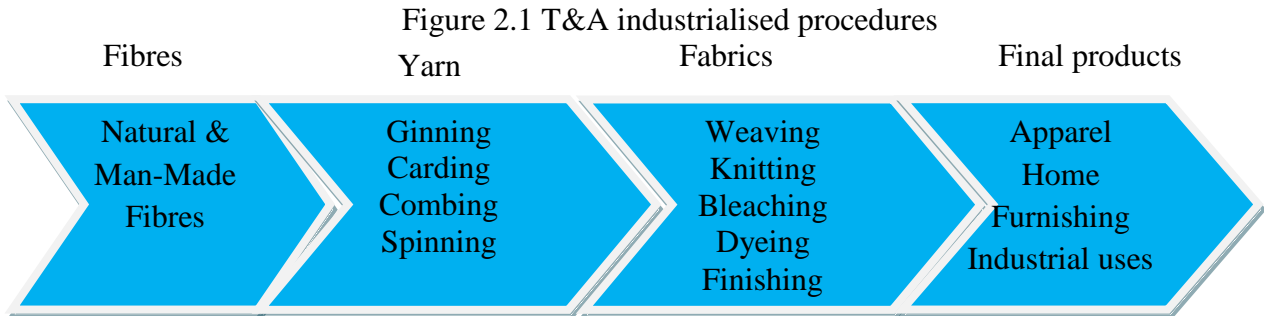 Figure 2.1 T&A industrialised procedures
Fibres
Yarn
Fabrics
Final products
Natural &
Man-Made
Fibres
Ginning
Carding
Combing
Spinning
Weaving
Knitting
Bleaching
Dyeing
Finishing
Apparel
Home
Furnishing
Industrial uses